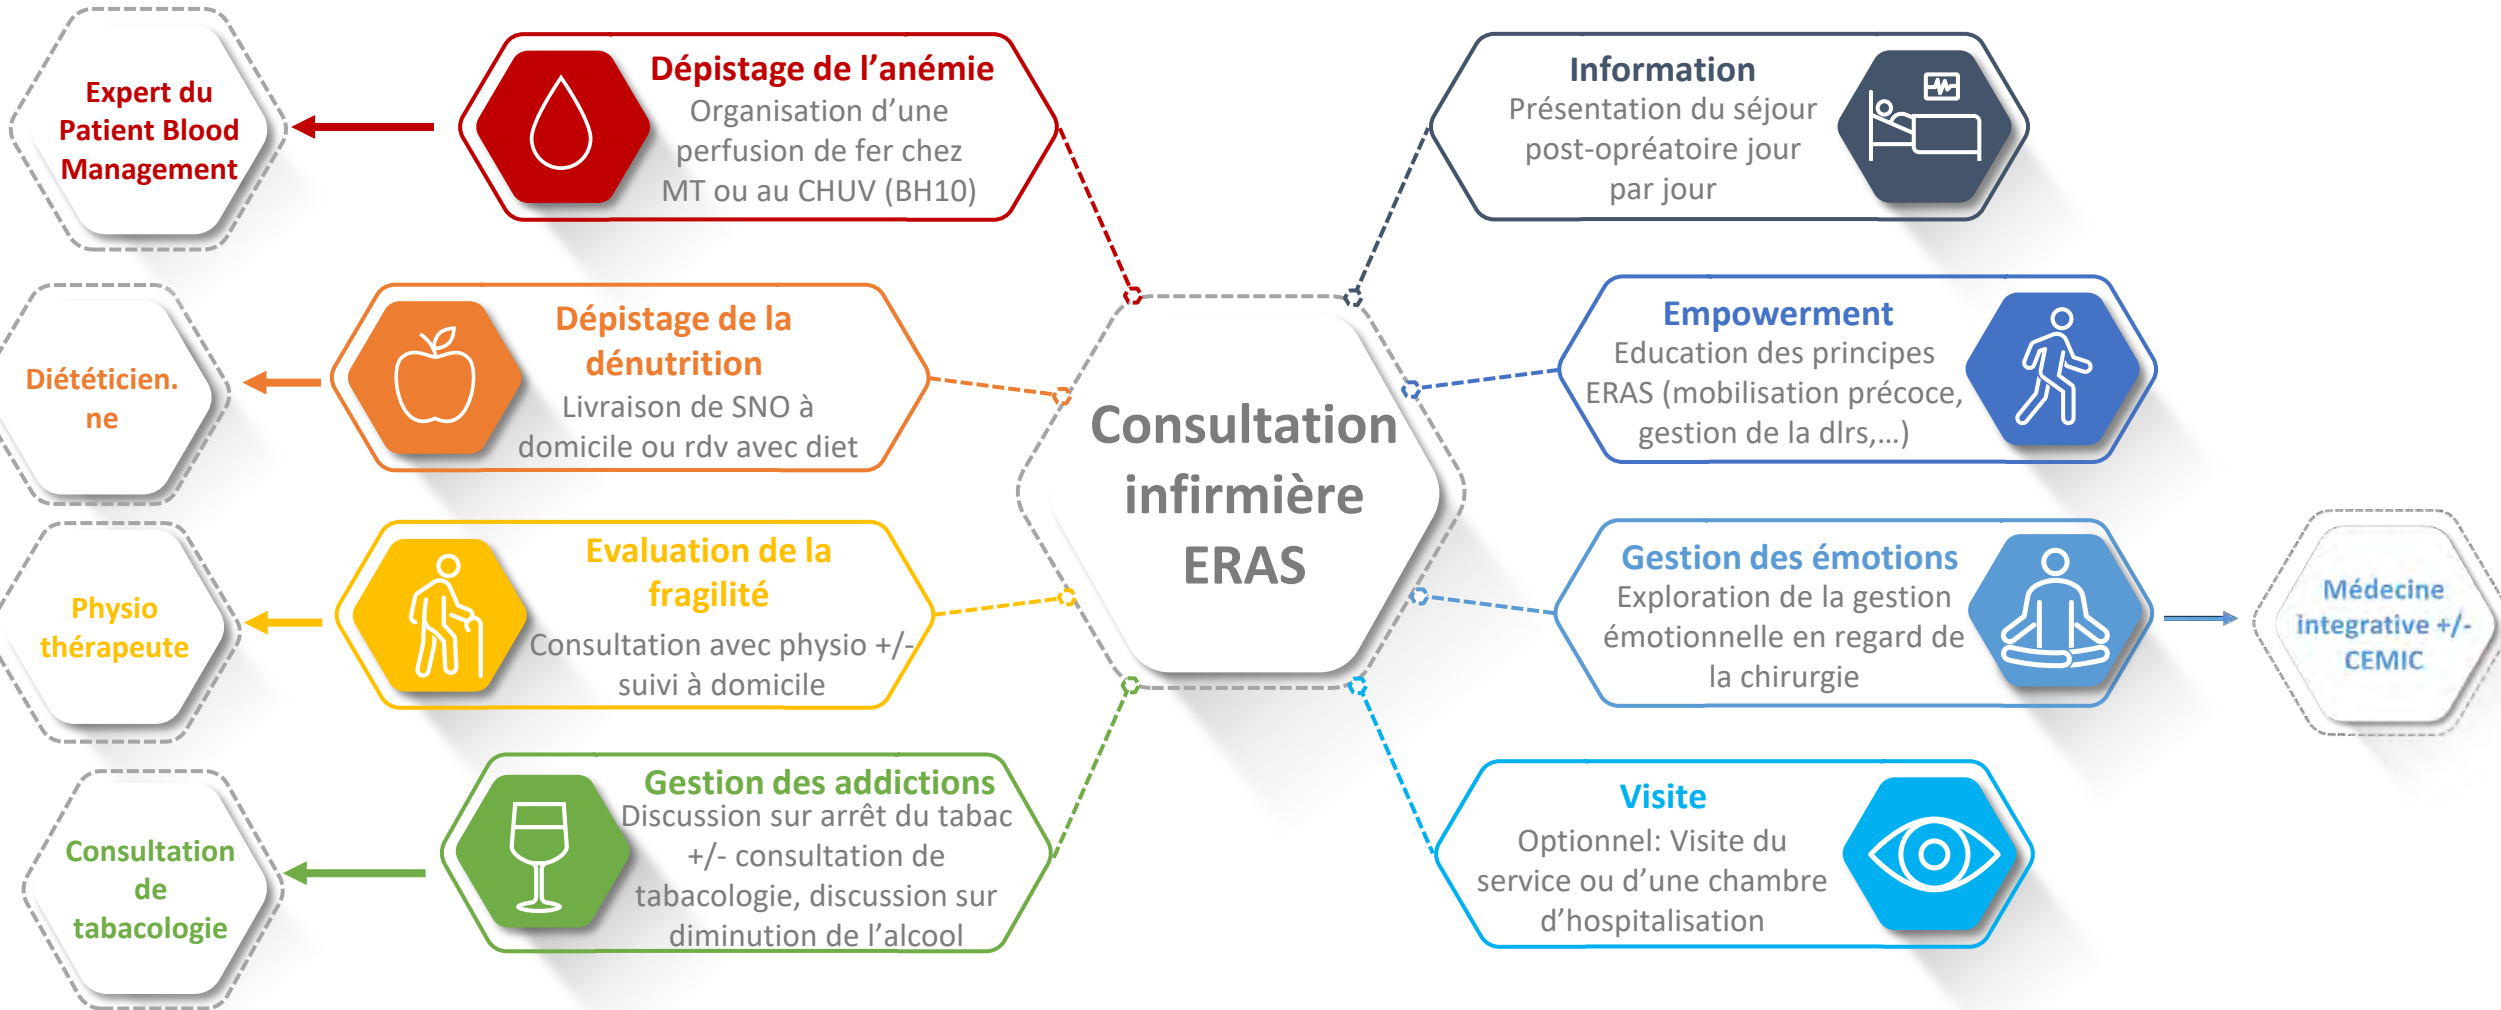 Expert du
Patient Blood
Management
Dépistage de l’anémie
Organisation d’une
perfusion de fer chez
MT ou au CHUV (BH10)
Information
Présentation du séjour
post-opréatoire jour
par jour
Diététicien.
ne
Dépistage de la
dénutrition
Livraison de SNO à
domicile ou rdv avec diet
Empowerment
Education des principes
ERAS (mobilisation précoce,
gestion de la dlrs,...)
Consultation
infirmière
ERAS
Physio
thérapeute
Evaluation de la
fragilité
Consultation avec physio +/-
suivi à domicile
Gestion des émotions
Exploration de la gestion
émotionnelle en regard de
la chirurgie
Médecine
integrative +/-
CEMIC
Consultation
de
tabacologie
Gestion des addictions
Discussion sur arrêt du tabac
+/- consultation de
tabacologie, discussion sur
diminution de l’alcool
Visite
Optionnel: Visite du
service ou d’une chambre
d’hospitalisation